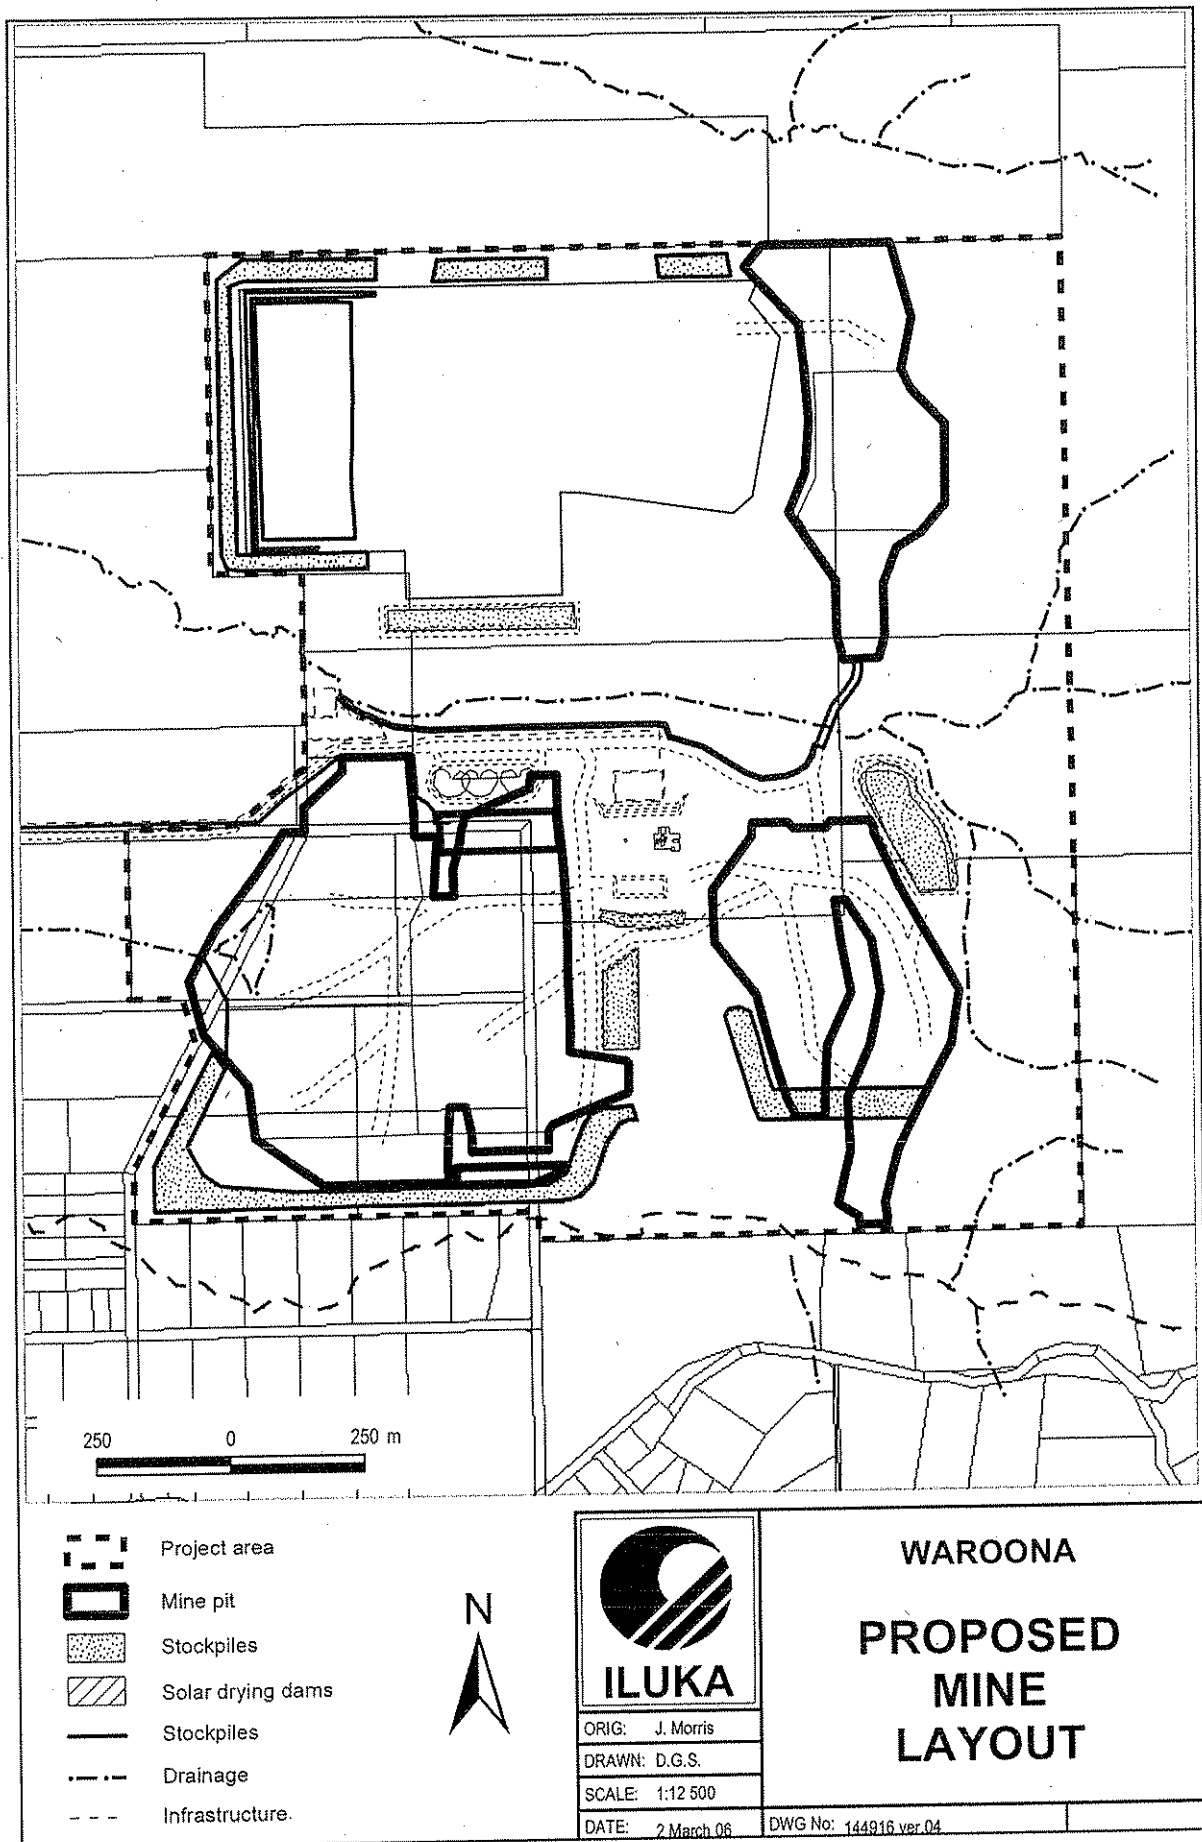 250 0 250 m
Project area
Mine pit
Stockpiles
Solar drying dams
Stockpiles
Drainage
Infrastructure
N
ILUKA
ORIG: J. Morris
DRAWN: D.G.S.
SCALE: 1:12 500
DATE: 2 March 06
WAROONA
PROPOSED
MINE
LAYOUT
DWG No: 144916 ver.04